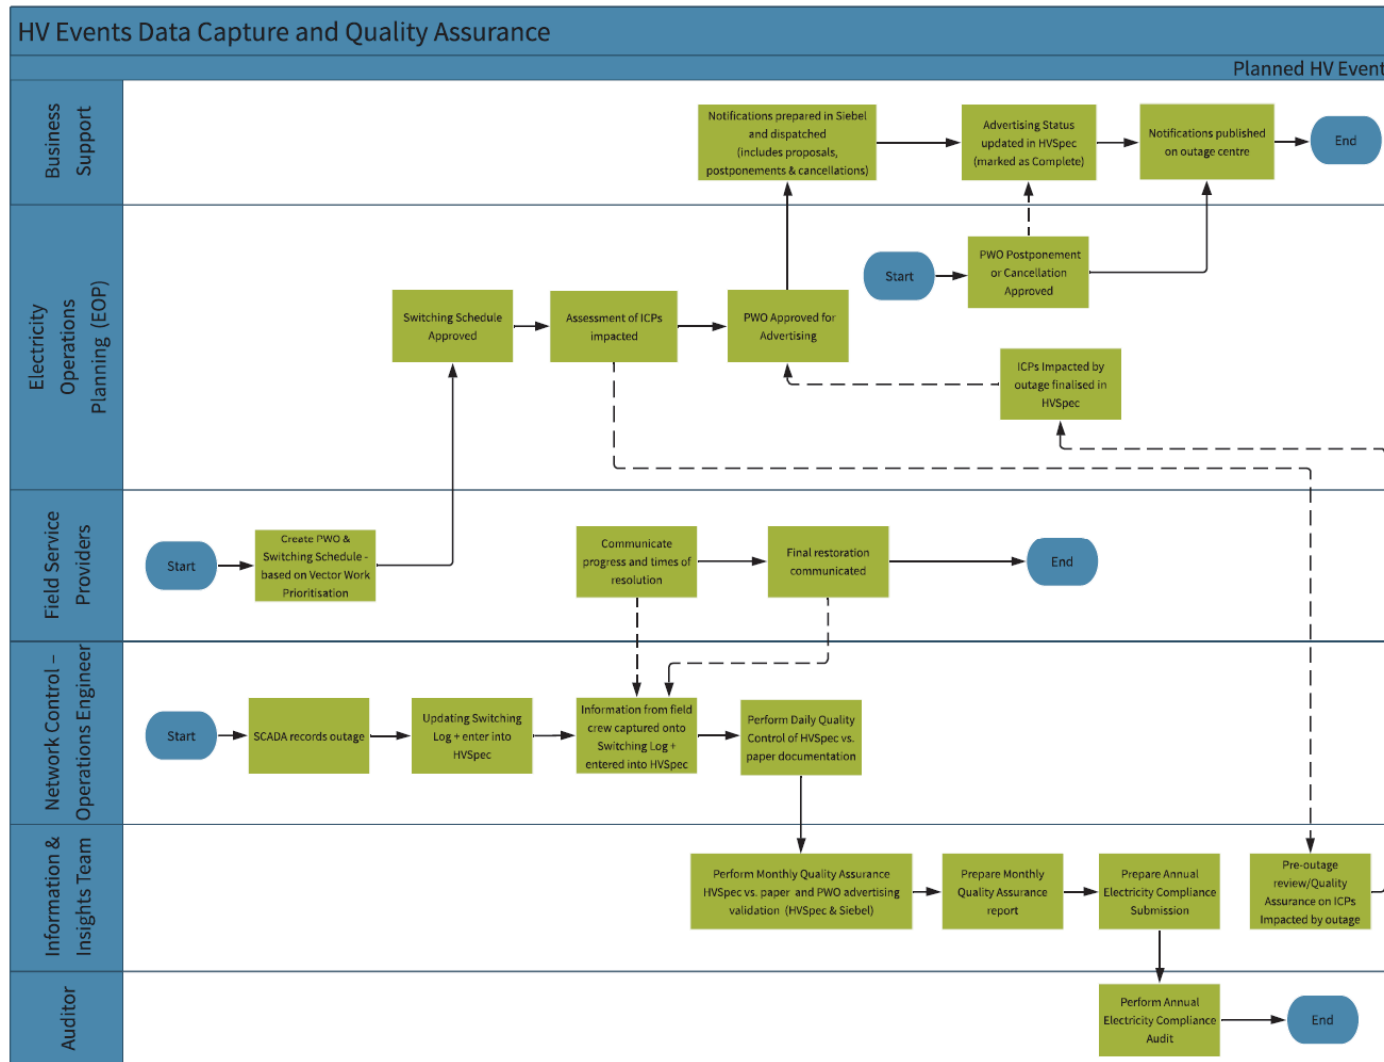 HV Events Data Capture and Quality Assurance
Planned HV Event
Business
Support
Notifications prepared in Siebel
and dispatched
(includes proposals,
postponements & cancellations)
Advertising Status
updated in HVSpec
(marked as Complete)
Notifications published
on outage centre
End
Electricity
Operations
Planning (EOP)
Start
PWO Postponement
or Cancellation
Approved
Switching Schedule
Approved
Assessment of ICPs
impacted
PWO Approved for
Advertising
ICPs Impacted by
outage finalised in
HVSpec
Field Service
Providers
Start
Create PWO &
Switching Schedule -
based on Vector Work
Prioritisation
Communicate
progress and times of
resolution
Final restoration
communicated
End
Network Control –
Operations Engineer
Start
SCADA records outage
Updating Switching
Log + enter into
HVSpec
Information from field
crew captured onto
Switching Log +
entered into HVSpec
Perform Daily Quality
Control of HVSpec vs.
paper documentation
Information &
Insights Team
Perform Monthly Quality Assurance
HVSpec vs. paper and PWO advertising
validation (HVSpec & Siebel)
Prepare Monthly
Quality Assurance
report
Prepare Annual
Electricity Compliance
Submission
Pre-outage
review/Quality
Assurance on ICPs
Impacted by outage
Auditor
Perform Annual
Electricity Compliance
Audit
End